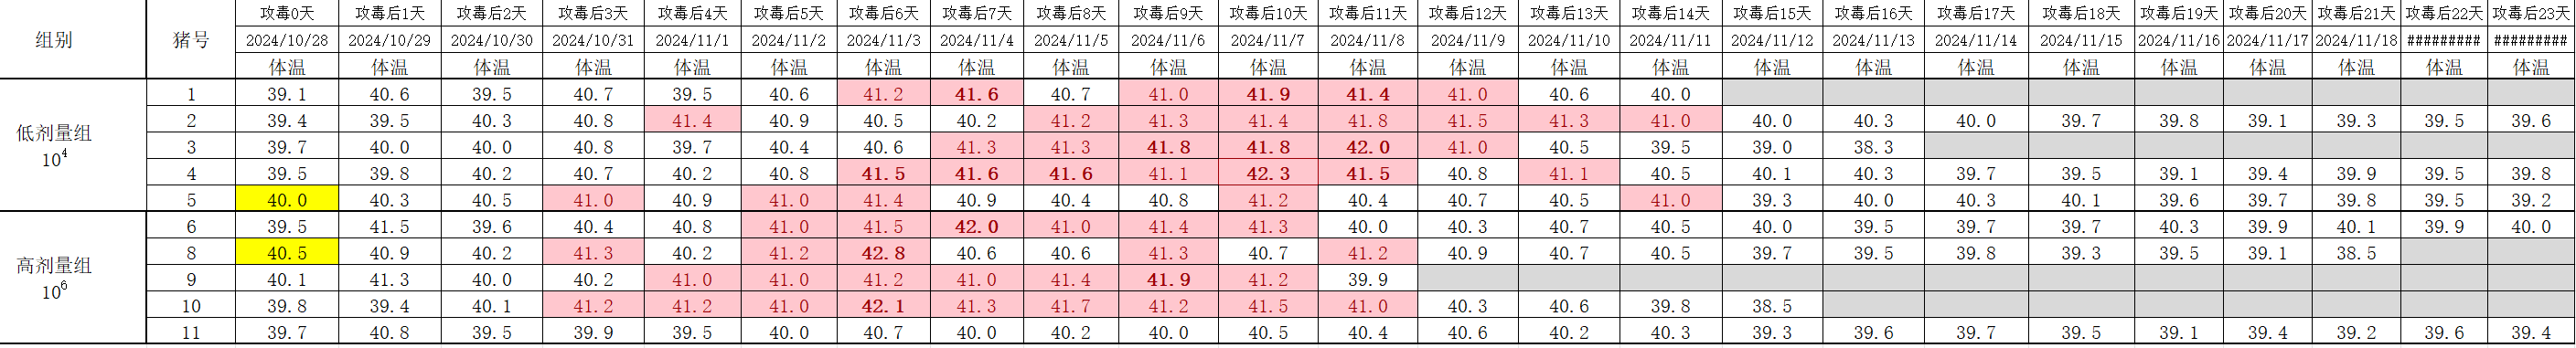 组别 猪号 攻毒0天 攻毒后1天 攻毒后2天 攻毒后3天 攻毒后4天 攻毒后5天 攻毒后6天 攻毒后7天 攻毒后8天 攻毒后9天 攻毒后10天 攻毒后11天 攻毒后12天 攻毒后13天 攻毒后14天 攻毒后15天 攻毒后16天 攻毒后17天 攻毒后18天 攻毒后19天 攻毒后20天 攻毒后21天 攻毒后22天 攻毒后23天
2024/10/28 2024/10/29 2024/10/30 2024/10/31 2024/11/1 2024/11/2 2024/11/3 2024/11/4 2024/11/5 2024/11/6 2024/11/7 2024/11/8 2024/11/9 2024/11/10 2024/11/11 2024/11/12 2024/11/13 2024/11/14 2024/11/15 2024/11/16 2024/11/17 2024/11/18 ######### #########
体温 体温 体温 体温 体温 体温 体温 体温 体温 体温 体温 体温 体温 体温 体温 体温 体温 体温 体温 体温 体温 体温 体温 体温
低剂量组
10⁴
1 39.1 40.6 39.5 40.7 39.5 40.6 41.2 41.6 40.7 41.0 41.9 41.4 41.0 40.6 40.0
2 39.4 39.5 40.3 40.8 41.4 40.9 40.5 40.2 41.2 41.3 41.4 41.8 41.5 41.3 41.0 40.0 40.3 40.0 39.7 39.8 39.1 39.3 39.5 39.6
3 39.7 40.0 40.0 40.8 39.7 40.4 40.6 41.3 41.3 41.8 41.8 42.0 41.0 40.5 39.5 39.0 38.3
4 39.5 39.8 40.2 40.7 40.2 40.8 41.5 41.6 41.6 41.1 42.3 41.5 40.8 41.1 40.5 40.1 40.3 39.7 39.5 39.1 39.4 39.9 39.5 39.8
5 40.0 40.3 40.5 41.0 40.9 41.0 41.4 40.9 40.4 40.8 41.2 40.4 40.7 40.5 41.0 39.3 40.0 40.3 40.1 39.6 39.7 39.8 39.5 39.2
高剂量组
10⁶
6 39.5 41.5 39.6 40.4 40.8 41.0 41.5 42.0 41.0 41.4 41.3 40.0 40.3 40.7 40.5 40.0 39.5 39.7 39.7 40.3 39.9 40.1 39.9 40.0
8 40.5 40.9 40.2 41.3 40.2 41.2 42.8 40.6 40.6 41.3 40.7 41.2 40.9 40.7 40.5 39.7 39.5 39.8 39.3 39.5 39.1 38.5
9 40.1 41.3 40.0 40.2 41.0 41.0 41.2 41.0 41.4 41.9 41.2 39.9
10 39.8 39.4 40.1 41.2 41.2 41.0 42.1 41.3 41.7 41.2 41.5 41.0 40.3 40.6 39.8 38.5
11 39.7 40.8 39.5 39.9 39.5 40.0 40.7 40.0 40.2 40.0 40.5 40.4 40.6 40.2 40.3 39.3 39.6 39.7 39.5 39.1 39.4 39.2 39.6 39.4